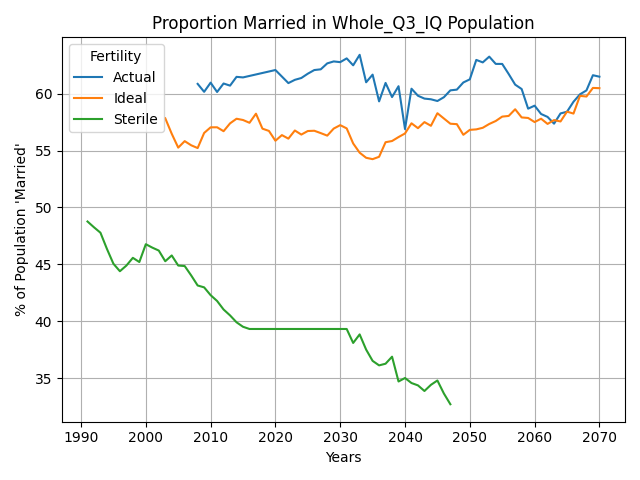 Proportion Married in Whole_Q3_IQ Population
Fertility
Actual
Ideal
Sterile
% of Population 'Married'
60
55
50
45
40
35
1990 2000 2010 2020 2030 2040 2050 2060 2070
Years